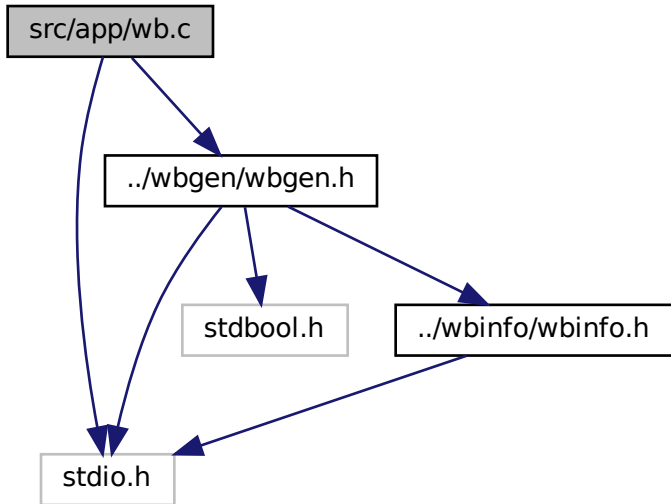 src/app/wb.c
../wbgen/wbgen.h
stdbool.h
../wbinfo/wbinfo.h
stdio.h